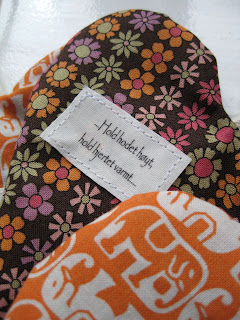 ...Hold hodet høyt,
hold hjertet varmt...